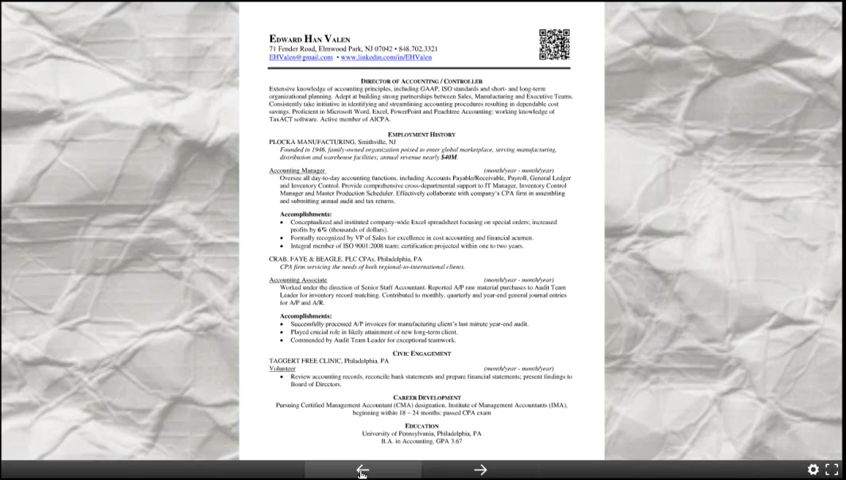 EDWARD HAN VALEN
71 Fender Road, Elmwood Park, NJ 07042 • 848.702.3321
EHValen@gmail.com • www.linkedin.com/in/EHValen
DIRECTOR OF ACCOUNTING / CONTROLLER
Extensive knowledge of accounting principles, including GAAP, ISO standards and short- and long-term
organizational planning. Adept at building strong partnerships between Sales, Manufacturing and Executive Teams.
Consistently take initiative in identifying and streamlining accounting procedures resulting in dependable cost
savings. Proficient in Microsoft Word, Excel, PowerPoint and Peachtree Accounting; working knowledge of
TaxACT software. Active member of AICPA.
EMPLOYMENT HISTORY
PLOCKA MANUFACTURING, Smithville, NJ
Founded in 1946, family-owned organization poised to enter global marketplace, serving manufacturing,
distribution and warehouse facilities; annual revenue nearly $40M.
Accounting Manager (month/year - month/year)
Oversee all day-to-day accounting functions, including Accounts Payable/Receivable, Payroll, General Ledger
and Inventory Control. Provide comprehensive cross-departmental support to IT Manager, Inventory Control
Manager and Master Production Scheduler. Effectively collaborate with company's CPA firm in assembling
and submitting annual audit and tax returns.
Accomplishments:
• Conceptualized and instituted company-wide Excel spreadsheet focusing on special orders; increased
profits by 6% (thousands of dollars).
• Formally recognized by VP of Sales for excellence in cost accounting and financial acumen.
• Integral member of ISO 9001:2008 team; certification projected within one to two years.
CRAB, FAYE & BEAGLE, PLC CPAs, Philadelphia, PA
CPA firm servicing the needs of both regional-to-international clients.
Accounting Associate (month/year - month/year)
Worked under the direction of Senior Staff Accountant. Reported A/P raw material purchases to Audit Team
Leader for inventory record matching. Contributed to monthly, quarterly and year-end general journal entries
for A/P and A/R.
Accomplishments:
• Successfully processed A/P invoices for manufacturing client's last minute year-end audit.
• Played crucial role in likely attainment of new long-term client.
• Commended by Audit Team Leader for exceptional teamwork.
CIVIC ENGAGEMENT
TAGGERT FREE CLINIC, Philadelphia, PA
Volunteer (month/year - month/year)
• Review accounting records, reconcile bank statements and prepare financial statements; present findings to
Board of Directors.
CAREER DEVELOPMENT
Pursuing Certified Management Accountant (CMA) designation, Institute of Management Accountants (IMA),
beginning within 18 – 24 months; passed CPA exam
EDUCATION
University of Pennsylvania, Philadelphia, PA
B.A. in Accounting, GPA 3.67